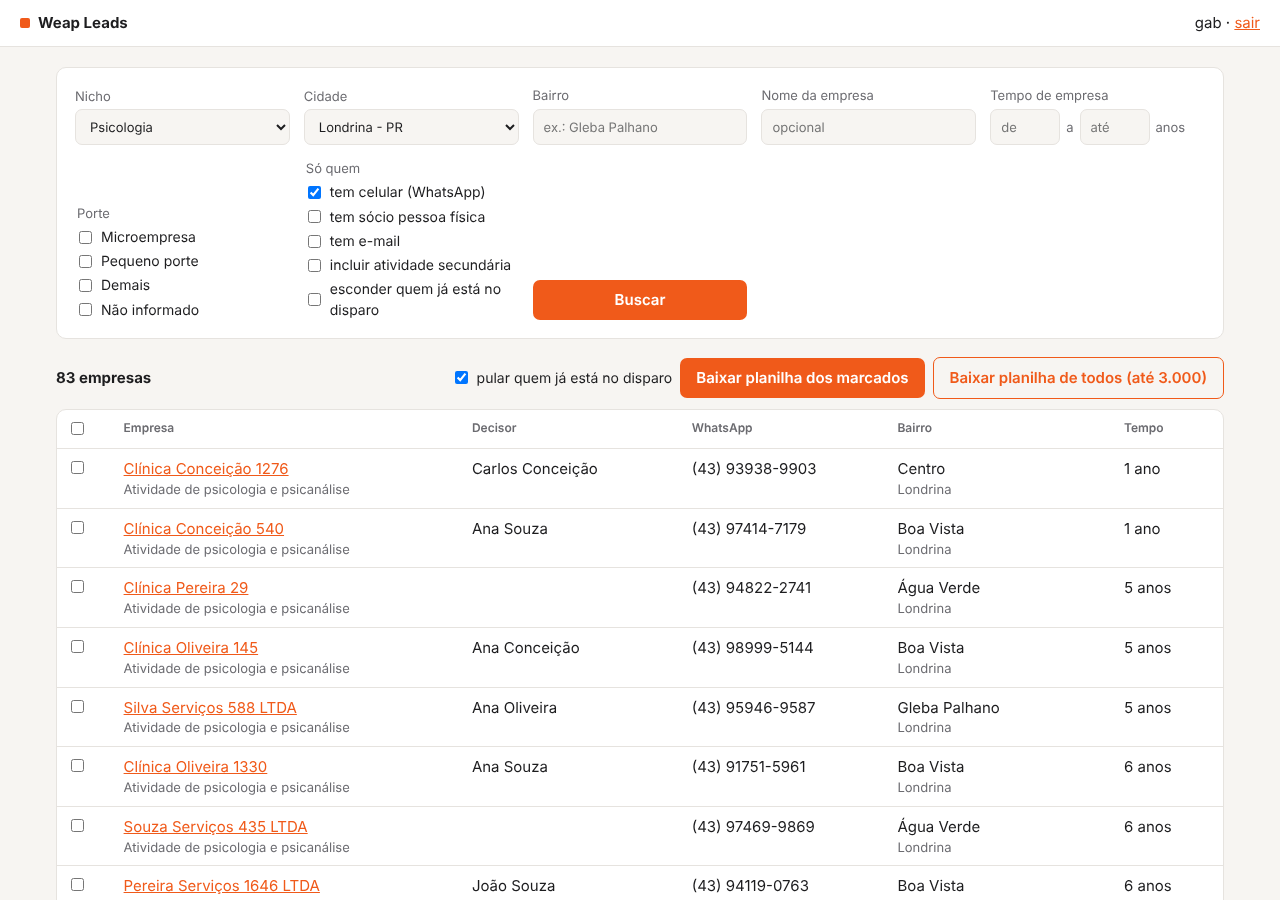 Weap Leads
gab · sair
Nicho
Cidade
Bairro
Nome da empresa
Tempo de empresa
Psicologia
Londrina - PR
ex.: Gleba Palhano
opcional
de
a
até
anos
Porte
Microempresa
Pequeno porte
Demais
Não informado
Só quem
tem celular (WhatsApp)
tem sócio pessoa física
tem e-mail
incluir atividade secundária
esconder quem já está no
disparo
Buscar
83 empresas
pular quem já está no disparo
Baixar planilha dos marcados
Baixar planilha de todos (até 3.000)
Empresa Decisor WhatsApp Bairro Tempo
Clínica Conceição 1276 Carlos Conceição (43) 93938-9903 Centro 1 ano
Atividade de psicologia e psicanálise Londrina
Clínica Conceição 540 Ana Souza (43) 97414-7179 Boa Vista 1 ano
Atividade de psicologia e psicanálise Londrina
Clínica Pereira 29 (43) 94822-2741 Água Verde 5 anos
Atividade de psicologia e psicanálise Londrina
Clínica Oliveira 145 Ana Conceição (43) 98999-5144 Boa Vista 5 anos
Atividade de psicologia e psicanálise Londrina
Silva Serviços 588 LTDA Ana Oliveira (43) 95946-9587 Gleba Palhano 5 anos
Atividade de psicologia e psicanálise Londrina
Clínica Oliveira 1330 Ana Souza (43) 91751-5961 Boa Vista 6 anos
Atividade de psicologia e psicanálise Londrina
Souza Serviços 435 LTDA (43) 97469-9869 Água Verde 6 anos
Atividade de psicologia e psicanálise Londrina
Pereira Serviços 1646 LTDA João Souza (43) 94119-0763 Boa Vista 6 anos